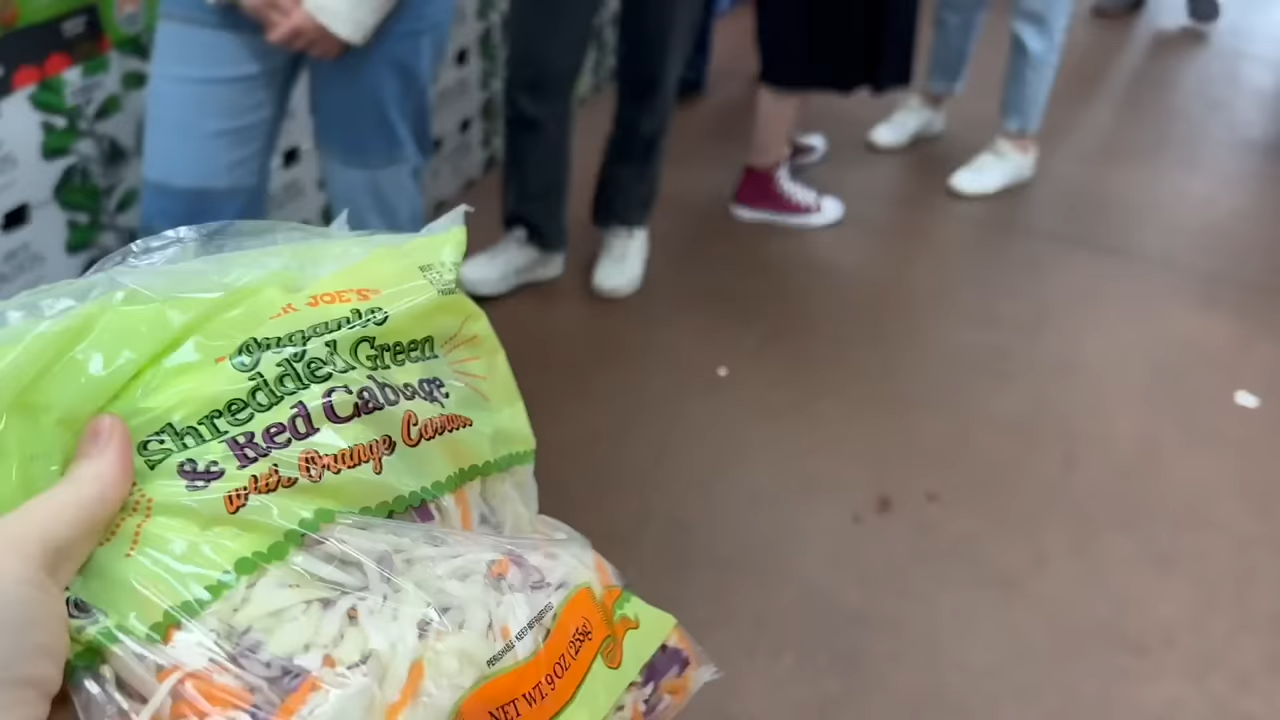 JOE'S
Organic
Shredded Green
& Red Cabbage
with Orange Carrots
PERISHABLE • KEEP REFRIGERATED
NET WT. 9 OZ (255g)